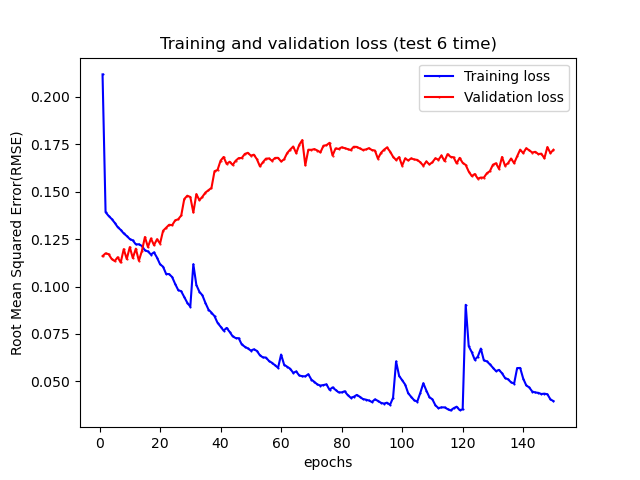 Training and validation loss (test 6 time)
Training loss
Validation loss
Root Mean Squared Error(RMSE)
0.200
0.175
0.150
0.125
0.100
0.075
0.050
0 20 40 60 80 100 120 140
epochs